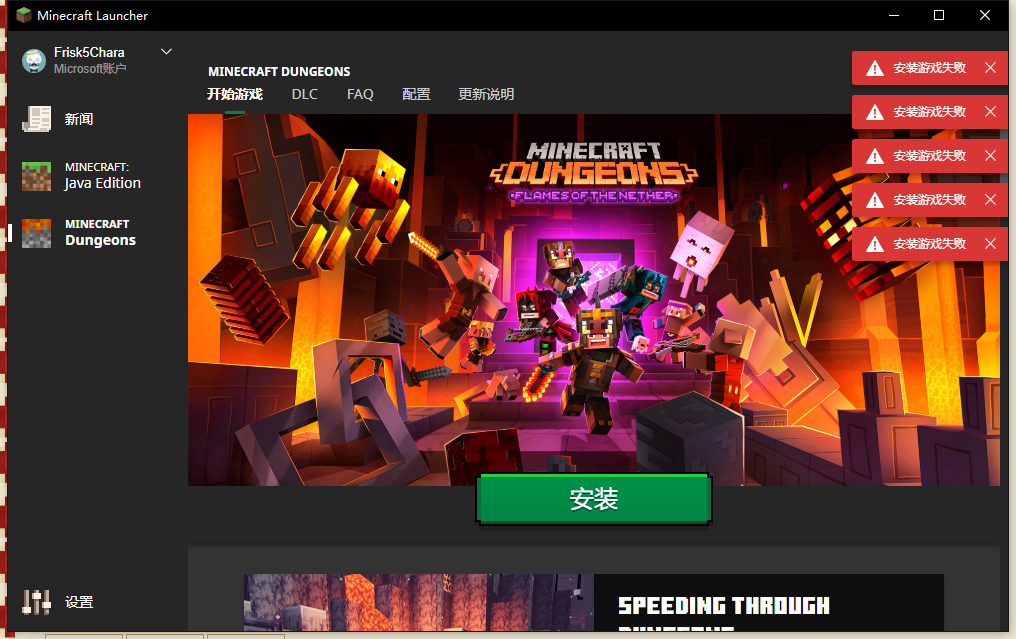 Minecraft Launcher
Frisk5Chara
Microsoft账户
新闻
MINECRAFT:
Java Edition
MINECRAFT
Dungeons
设置
MINECRAFT DUNGEONS
开始游戏 DLC FAQ 配置 更新说明
MINECRAFT
DUNGEONS
FLAMES OF THE NETHER
安装
SPEEDING THROUGH
安装游戏失败
安装游戏失败
安装游戏失败
安装游戏失败
安装游戏失败